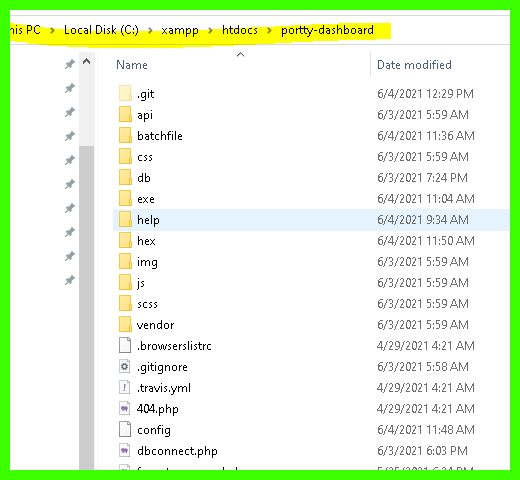 his PC > Local Disk (C:) > xampp > htdocs > portty-dashboard
Name Date modified
.git 6/4/2021 12:29 PM
api 6/3/2021 5:59 AM
batchfile 6/4/2021 11:36 AM
css 6/3/2021 5:59 AM
db 6/3/2021 7:24 PM
exe 6/4/2021 11:04 AM
help 6/4/2021 9:34 AM
hex 6/4/2021 11:50 AM
img 6/3/2021 5:59 AM
js 6/3/2021 5:59 AM
scss 6/3/2021 5:59 AM
vendor 6/3/2021 5:59 AM
.browserslistrc 4/29/2021 4:21 AM
.gitignore 6/3/2021 5:58 AM
.travis.yml 4/29/2021 4:21 AM
404.php 4/29/2021 4:21 AM
config 6/4/2021 11:48 AM
dbconnect.php 6/3/2021 6:03 PM